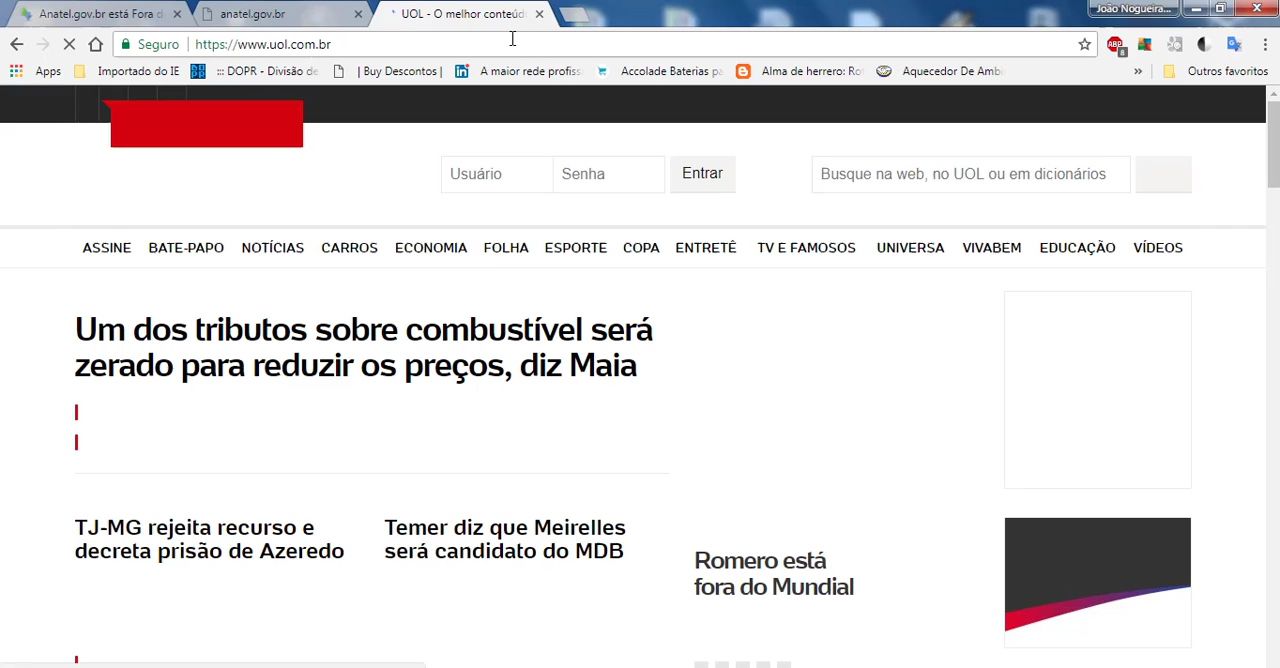 Anatel.gov.br está Fora d
anatel.gov.br
UOL - O melhor conteúd
João Nogueira...
Seguro
https://www.uol.com.br
ABP
8
Apps
Importado do IE
::: DOPR - Divisão de
| Buy Descontos |
A maior rede profiss
Accolade Baterias pa
Alma de herrero: Ro
Aquecedor De Amb
»
Outros favoritos
Usuário
Senha
Entrar
Busque na web, no UOL ou em dicionários
ASSINE BATE-PAPO NOTÍCIAS CARROS ECONOMIA FOLHA ESPORTE COPA ENTRETÊ TV E FAMOSOS UNIVERSA VIVABEM EDUCAÇÃO VÍDEOS
Um dos tributos sobre combustível será
zerado para reduzir os preços, diz Maia
TJ-MG rejeita recurso e
decreta prisão de Azeredo
Temer diz que Meirelles
será candidato do MDB
Romero está
fora do Mundial